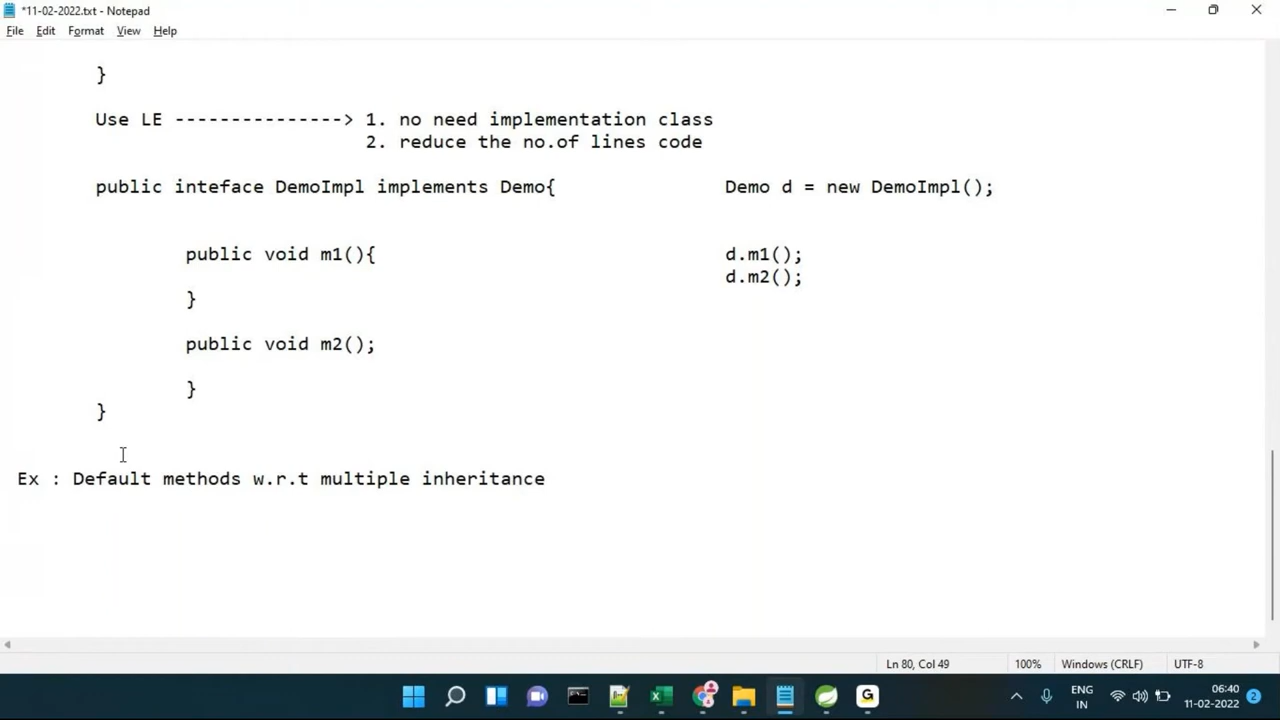 *11-02-2022.txt - Notepad
File Edit Format View Help
}
Use LE ---------------> 1. no need implementation class
2. reduce the no.of lines code
public inteface DemoImpl implements Demo{ Demo d = new DemoImpl();
public void m1(){ d.m1();
d.m2();
}
public void m2();
}
}
Ex : Default methods w.r.t multiple inheritance
Ln 80, Col 49 100% Windows (CRLF) UTF-8
ENG 06:40
IN 11-02-2022 2